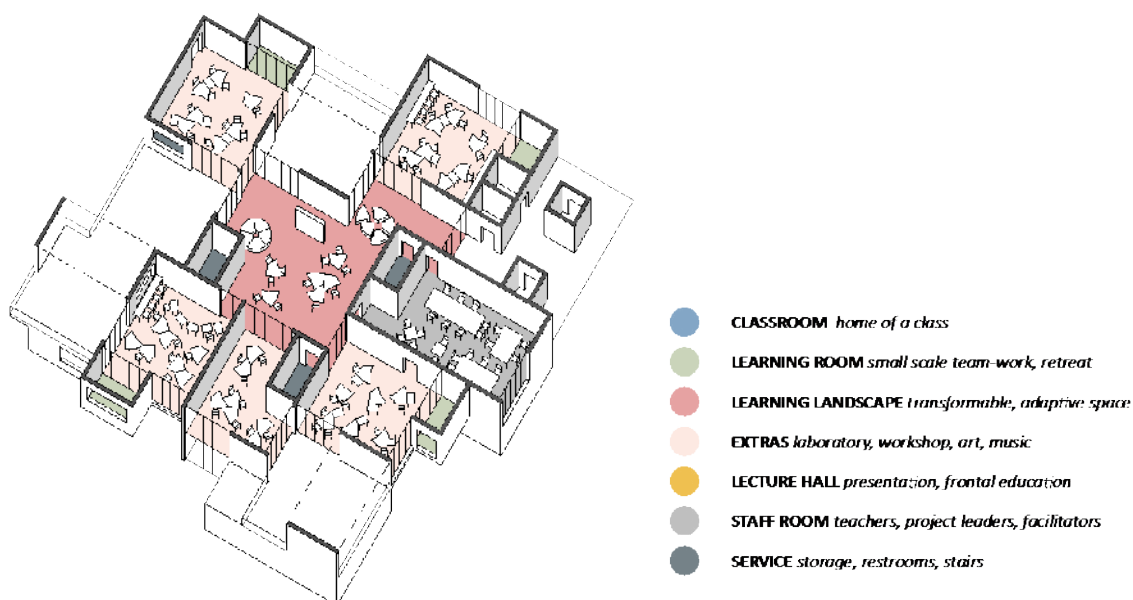 CLASSROOM home of a class
LEARNING ROOM small scale team-work, retreat
LEARNING LANDSCAPE transformable, adaptive space
EXTRAS laboratory, workshop, art, music
LECTURE HALL presentation, frontal education
STAFF ROOM teachers, project leaders, facilitators
SERVICE storage, restrooms, stairs